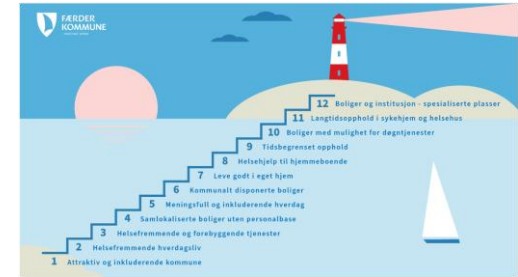 FÆRDER
KOMMUNE
12 Boliger og institusjon - spesialiserte plasser
11 Langtidsopphold i sykehjem og helsehus
10 Boliger med mulighet for døgntjenester
9 Tidsbegrenset opphold
8 Helsehjelp til hjemmeboende
7 Leve godt i eget hjem
6 Kommunalt disponerte boliger
5 Meningsfull og inkluderende hverdag
4 Samlokaliserte boliger uten personalbase
3 Helsefremmende og forebyggende tjenester
2 Helsefremmende hverdagsliv
1 Attraktiv og inkluderende kommune